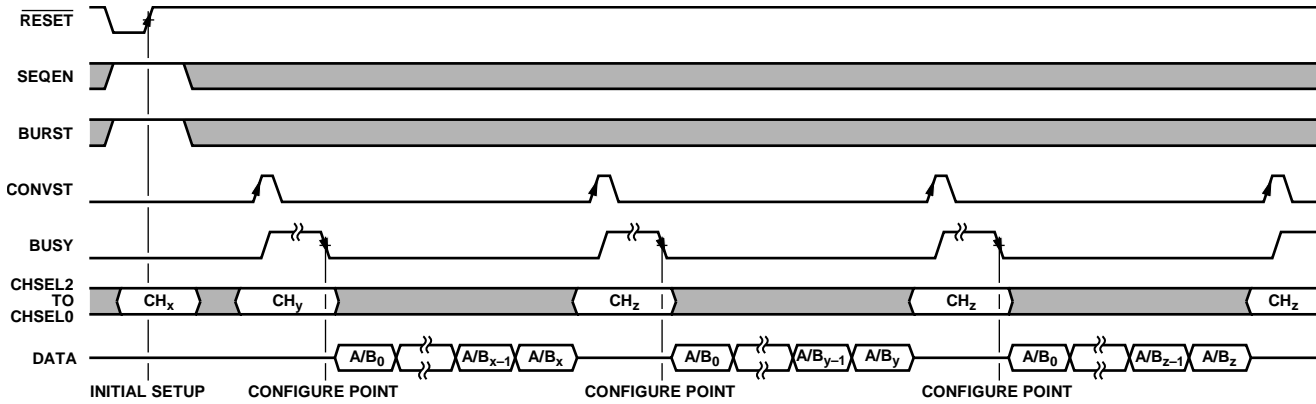 RESET
SEQEN
BURST
CONVST
BUSY
CHSEL2
TO
CHSEL0
CHx CHy CHz CHz CHz
DATA
A/B0 A/Bx–1 A/Bx A/B0 A/By–1 A/By A/B0 A/Bz–1 A/Bz
INITIAL SETUP CONFIGURE POINT CONFIGURE POINT CONFIGURE POINT